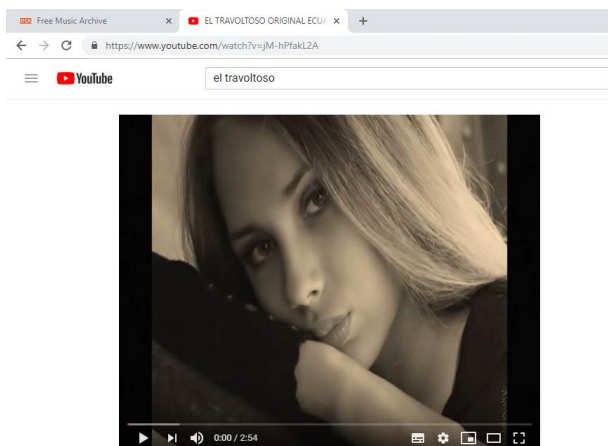 Free Music Archive
EL TRAVOLTOSO ORIGINAL ECUA
https://www.youtube.com/watch?v=jM-hPfakL2A
YouTube
el travoltoso
0:00 / 2:54